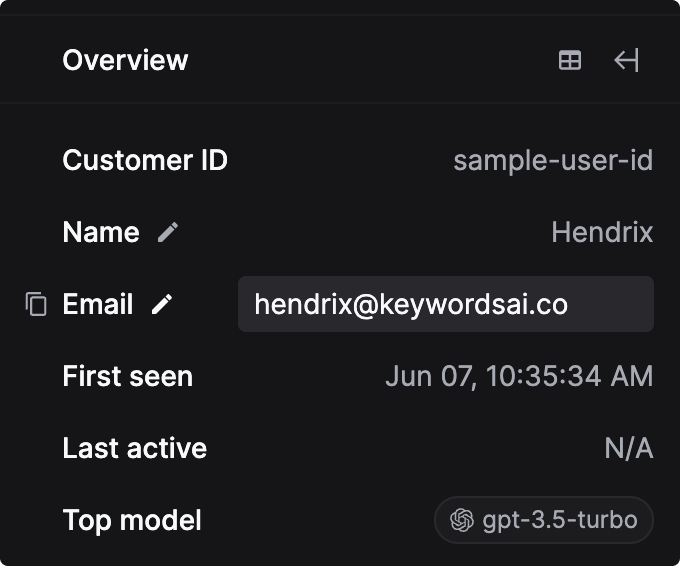 Overview
Customer ID sample-user-id
Name Hendrix
Email hendrix@keywordsai.co
First seen Jun 07, 10:35:34 AM
Last active N/A
Top model gpt-3.5-turbo